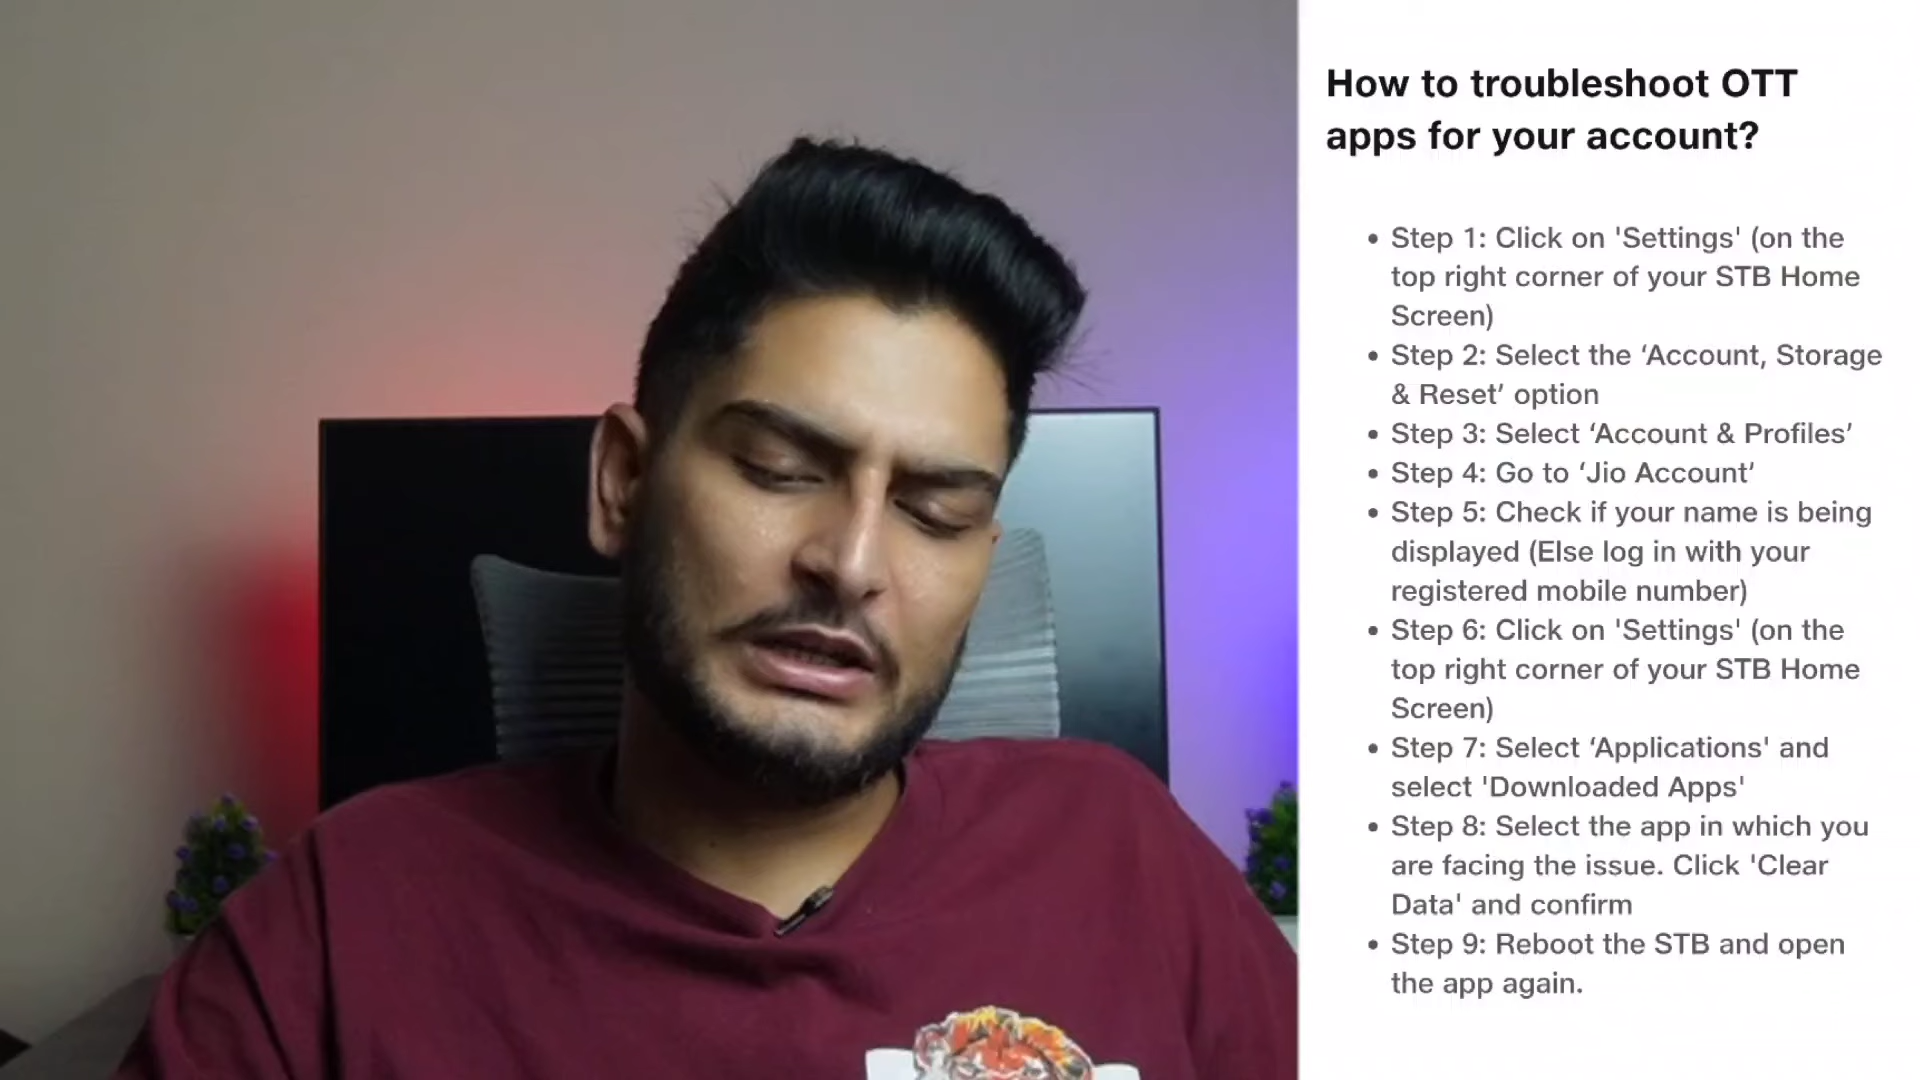 How to troubleshoot OTT
apps for your account?
• Step 1: Click on 'Settings' (on the
top right corner of your STB Home
Screen)
• Step 2: Select the ‘Account, Storage
& Reset’ option
• Step 3: Select ‘Account & Profiles’
• Step 4: Go to ‘Jio Account’
• Step 5: Check if your name is being
displayed (Else log in with your
registered mobile number)
• Step 6: Click on 'Settings' (on the
top right corner of your STB Home
Screen)
• Step 7: Select ‘Applications' and
select 'Downloaded Apps'
• Step 8: Select the app in which you
are facing the issue. Click 'Clear
Data' and confirm
• Step 9: Reboot the STB and open
the app again.